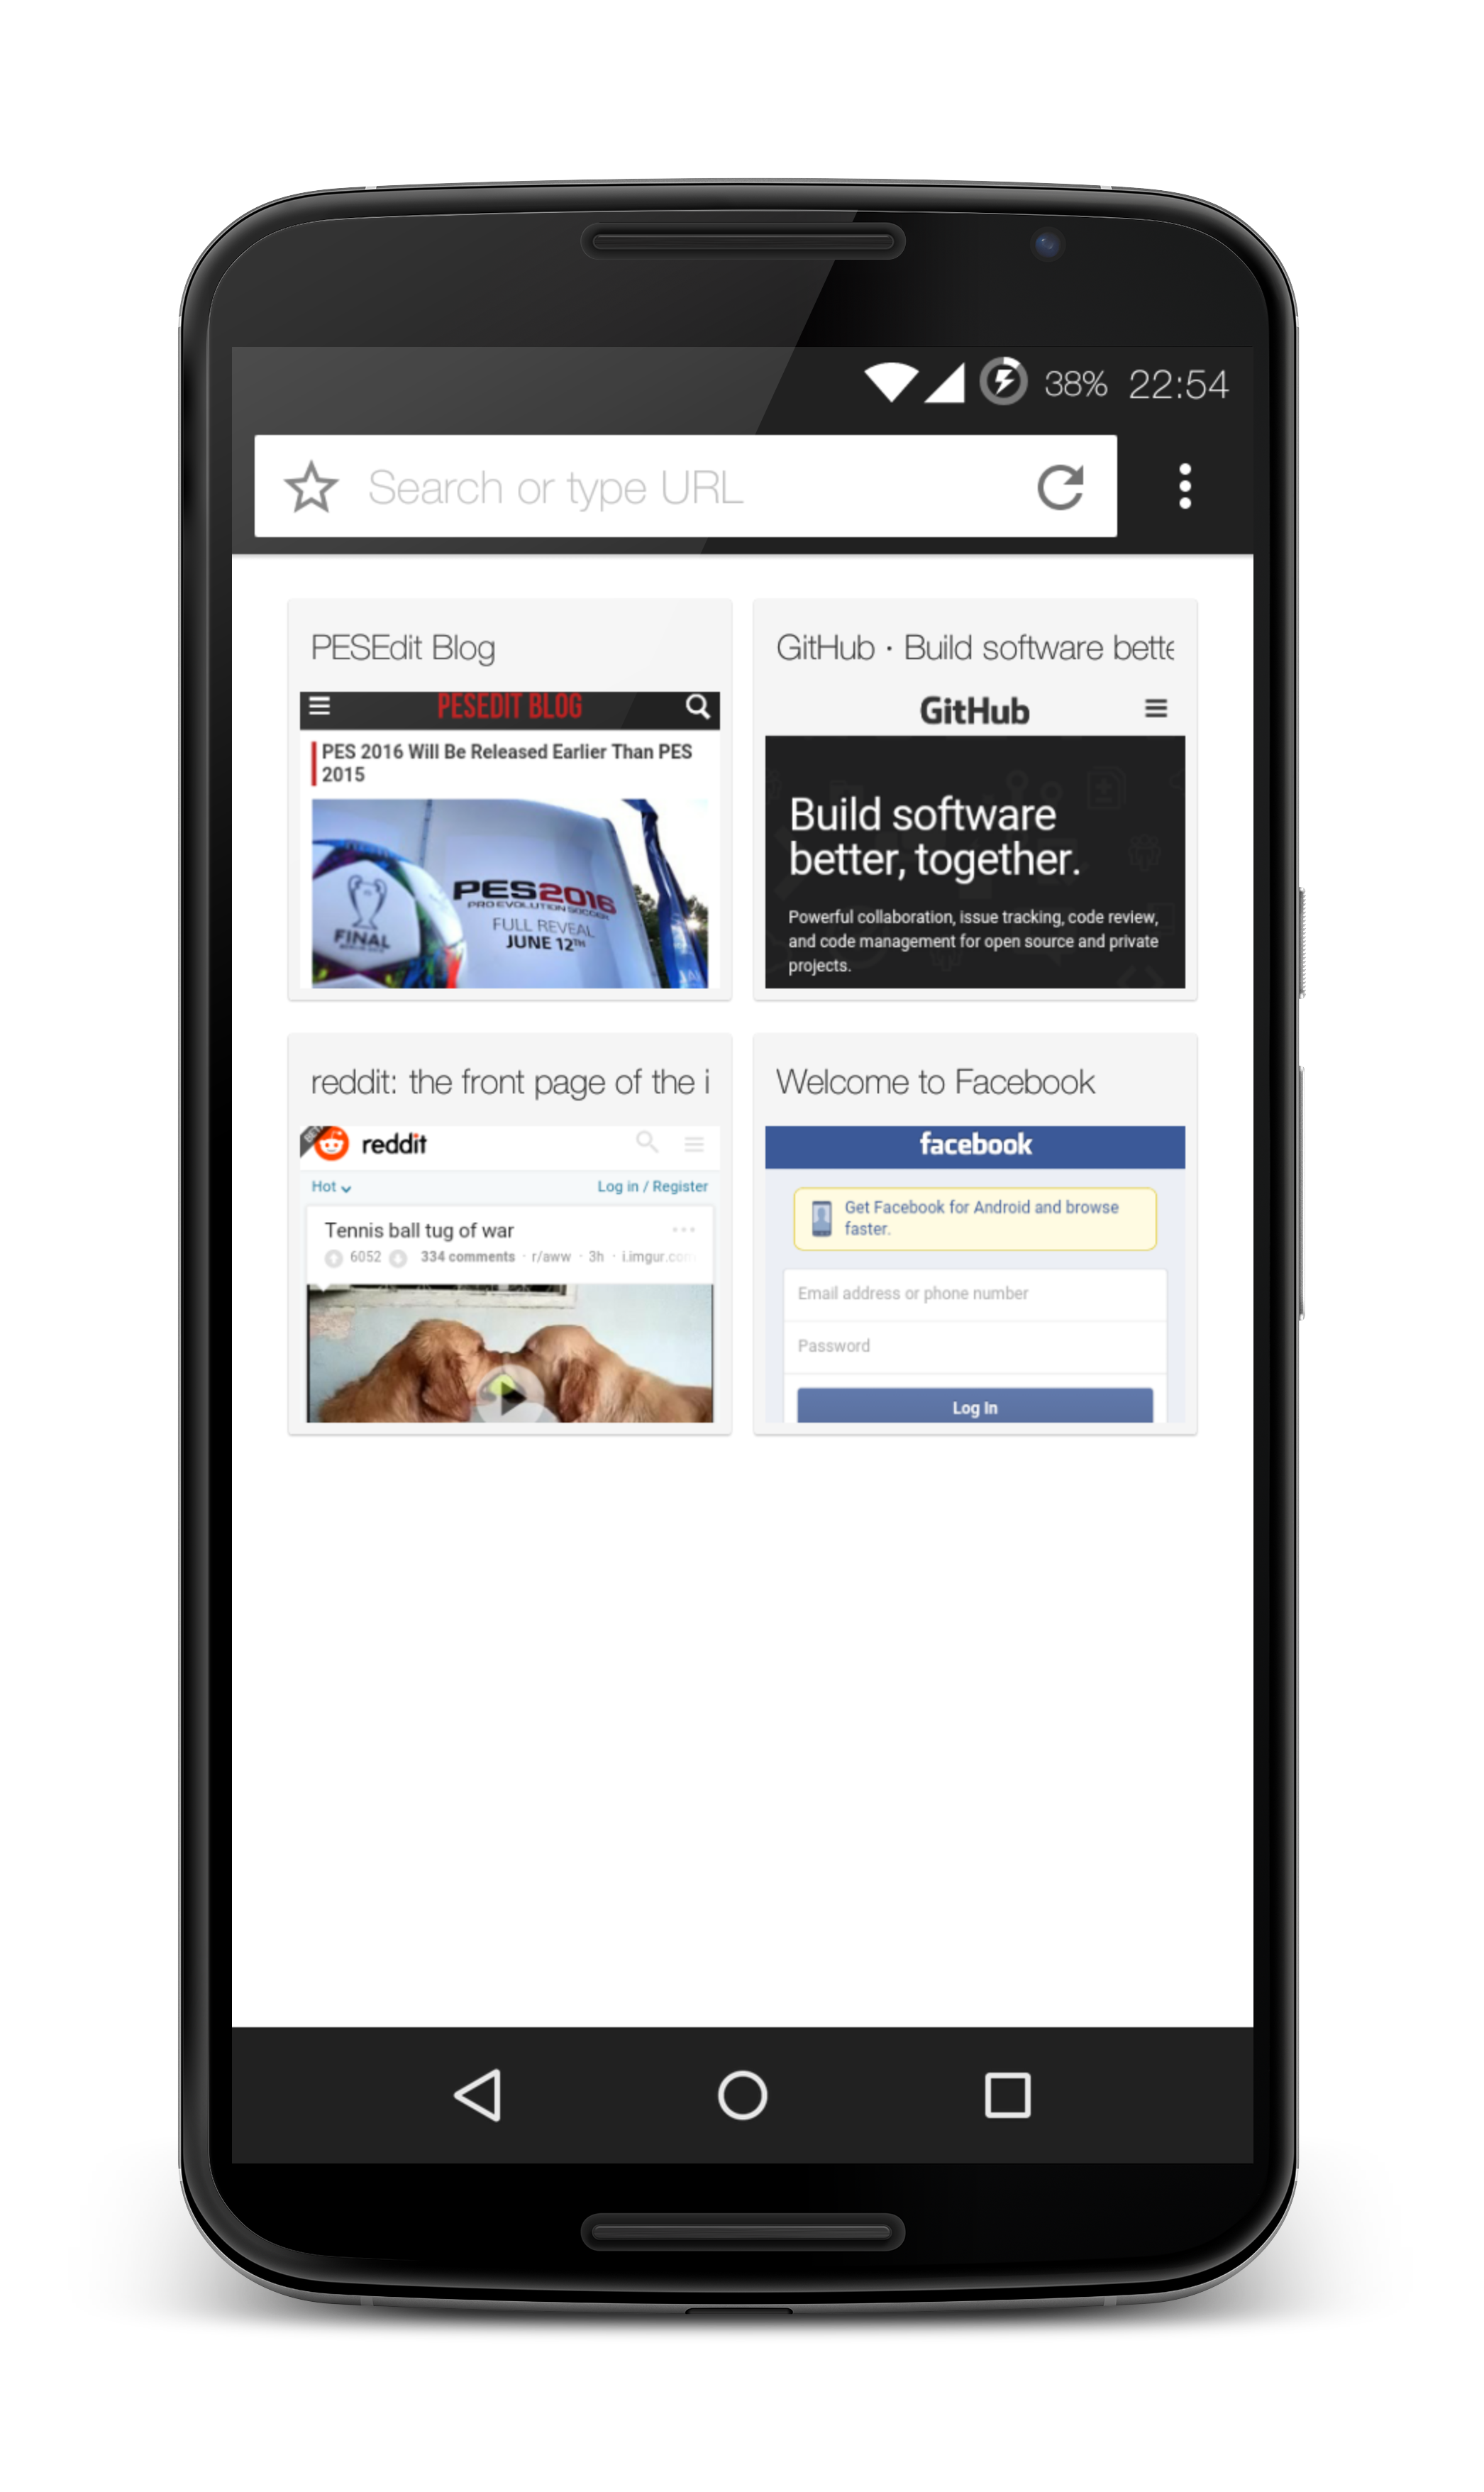 38% 22:54
Search or type URL
PESEdit Blog
PESEDIT BLOG
PES 2016 Will Be Released Earlier Than PES
2015
FINAL
PES2016
PRO EVOLUTION SOCCER
FULL REVEAL
JUNE 12TH
GitHub · Build software bette
GitHub
Build software
better, together.
Powerful collaboration, issue tracking, code review,
and code management for open source and private
projects.
reddit: the front page of the i
reddit
Hot Log in / Register
Tennis ball tug of war
6052 334 comments · r/aww · 3h · i.imgur.com
Welcome to Facebook
facebook
Get Facebook for Android and browse
faster.
Email address or phone number
Password
Log In